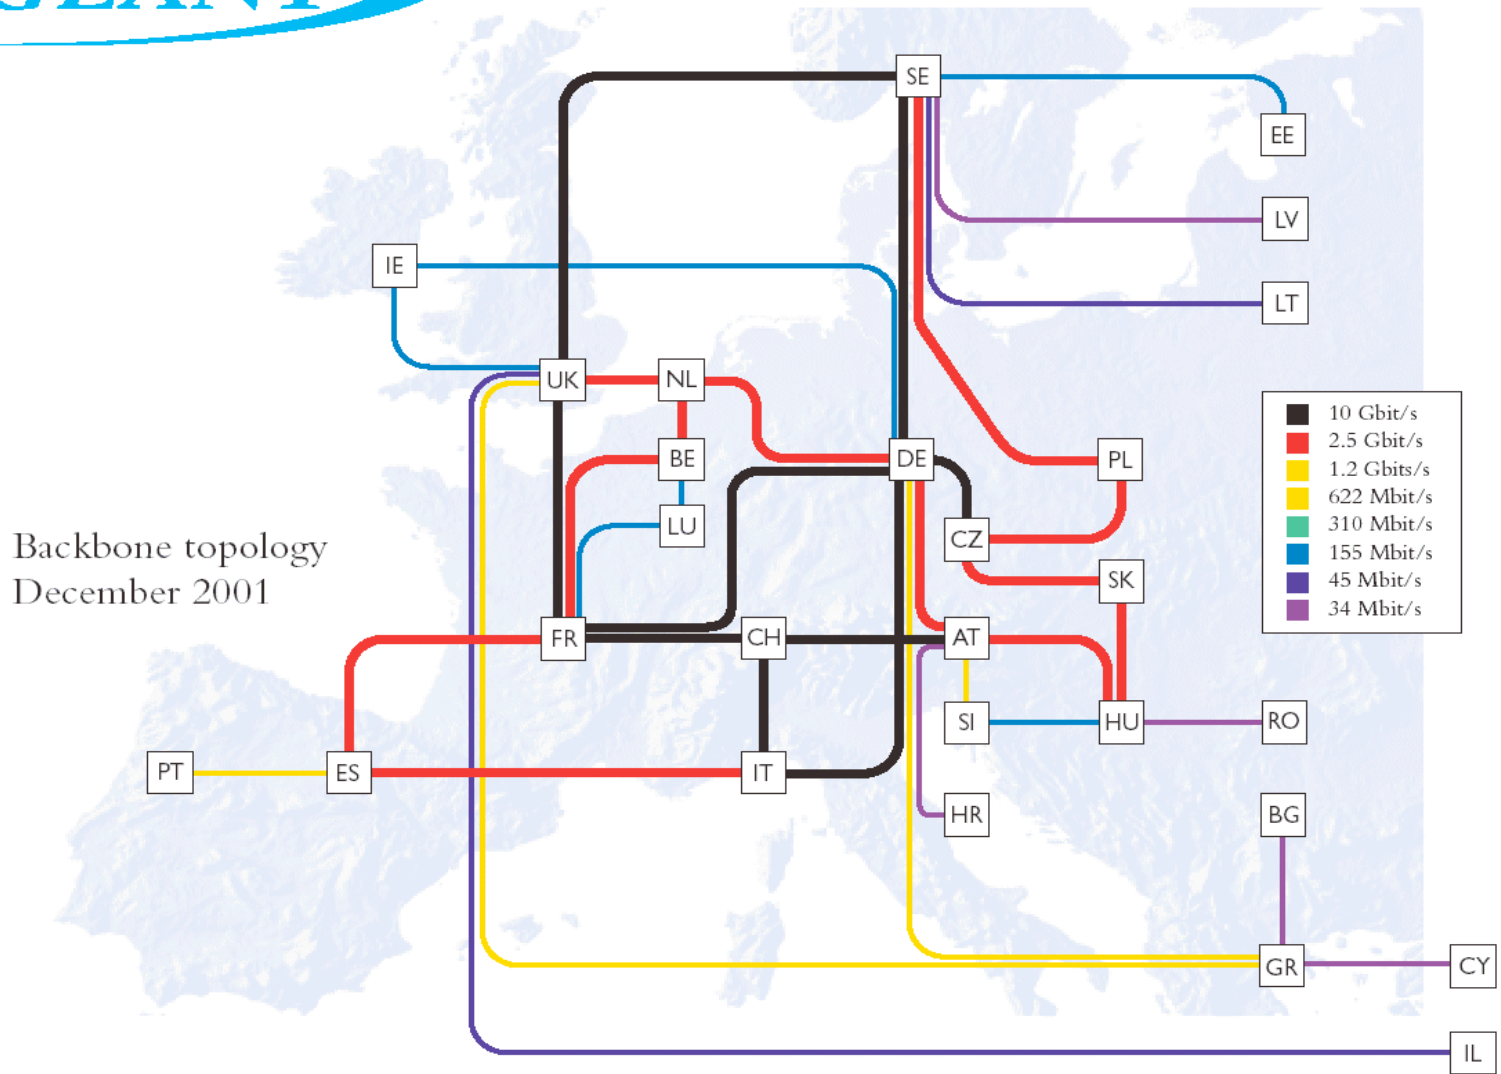 GÉANT
SE
EE
LV
IE
LT
UK
NL
10 Gbit/s
2.5 Gbit/s
1.2 Gbits/s
622 Mbit/s
310 Mbit/s
155 Mbit/s
45 Mbit/s
34 Mbit/s
BE
DE
PL
LU
CZ
Backbone topology
December 2001
SK
FR
CH
AT
SI
HU
RO
PT
ES
IT
HR
BG
GR
CY
IL